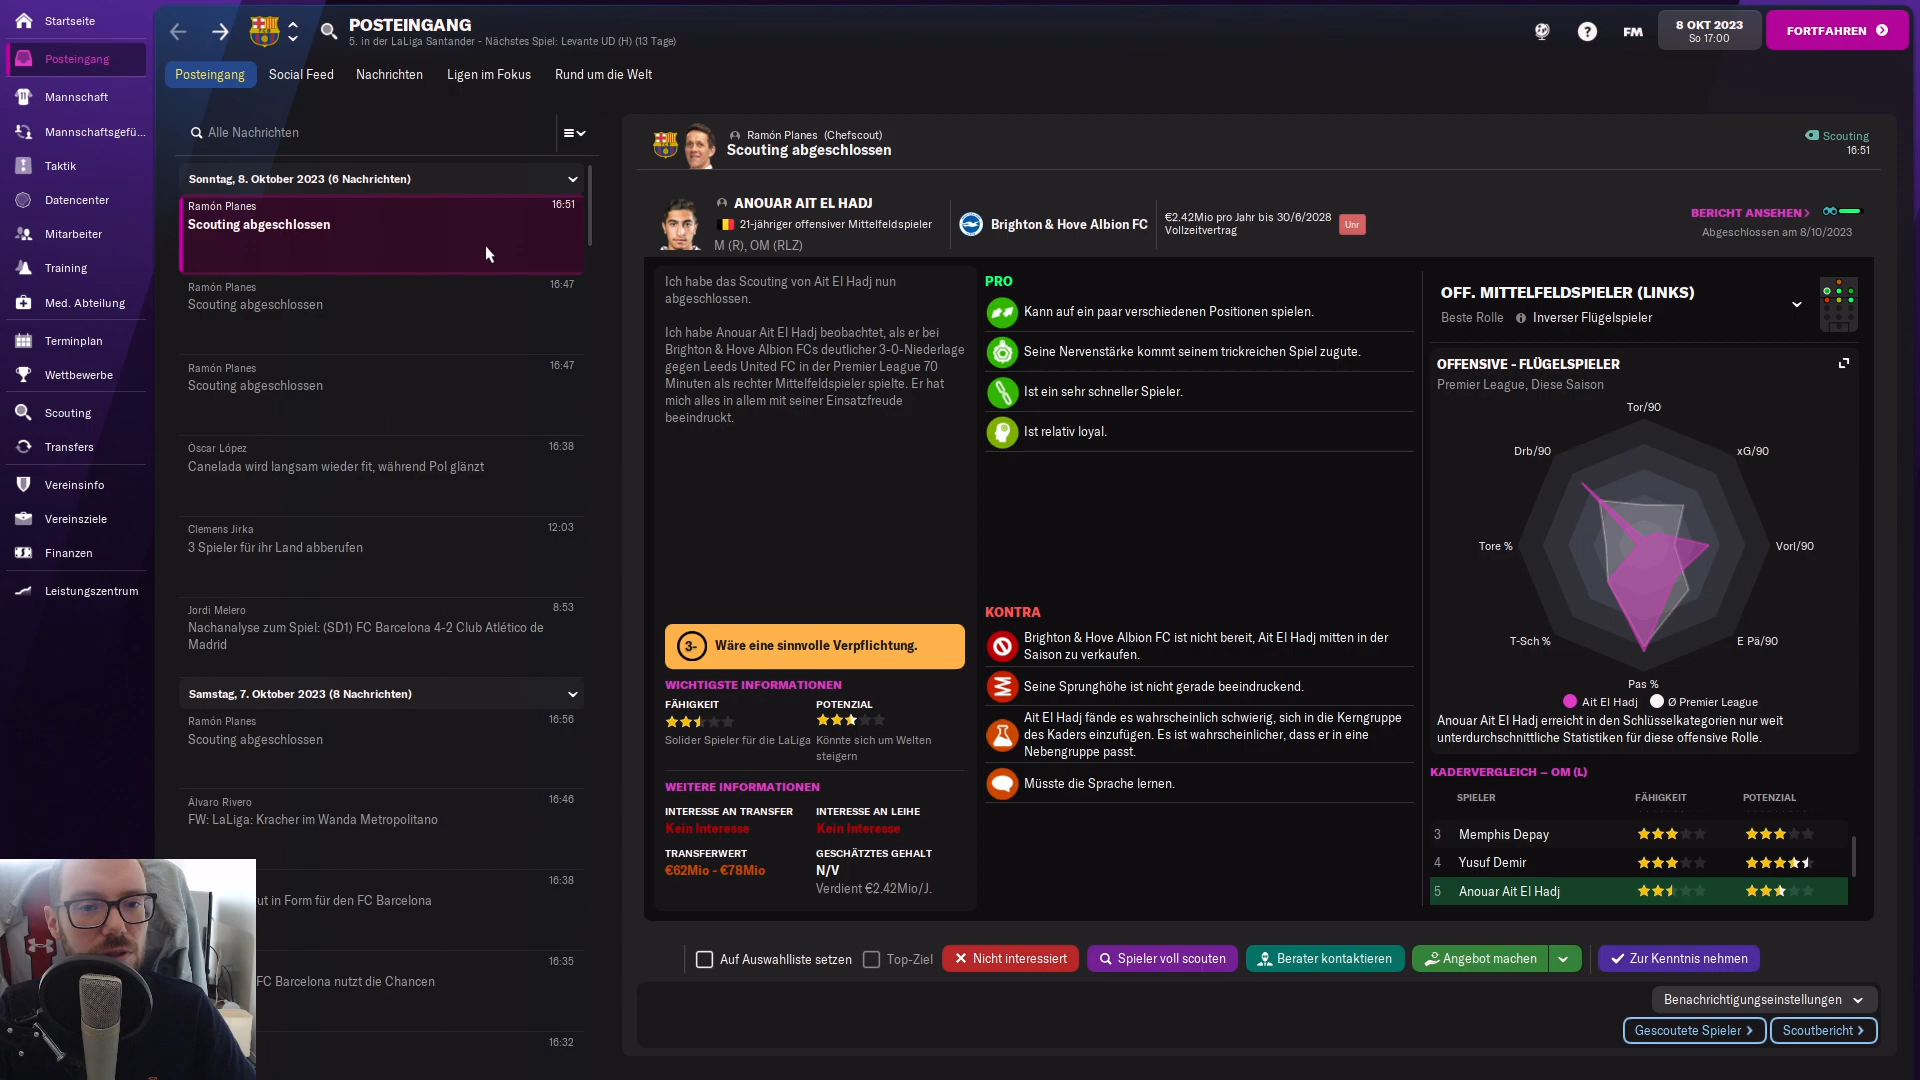 Startseite
Posteingang
Mannschaft
Mannschaftsgefü...
Taktik
Datencenter
Mitarbeiter
Training
Med. Abteilung
Terminplan
Wettbewerbe
Scouting
Transfers
Vereinsinfo
Vereinsziele
Finanzen
Leistungszentrum
POSTEINGANG
5. in der LaLiga Santander - Nächstes Spiel: Levante UD (H) (13 Tage)
FM
8 OKT 2023
So 17:00
FORTFAHREN
Posteingang
Social Feed
Nachrichten
Ligen im Fokus
Rund um die Welt
Alle Nachrichten
Sonntag, 8. Oktober 2023 (6 Nachrichten)
Ramón Planes 16:51
Scouting abgeschlossen
Ramón Planes 16:47
Scouting abgeschlossen
Ramón Planes 16:47
Scouting abgeschlossen
Óscar López 16:38
Canelada wird langsam wieder fit, während Pol glänzt
Clemens Jirka 12:03
3 Spieler für ihr Land abberufen
Jordi Melero 8:53
Nachanalyse zum Spiel: (SD1) FC Barcelona 4-2 Club Atlético de
Madrid
Samstag, 7. Oktober 2023 (8 Nachrichten)
Ramón Planes 16:56
Scouting abgeschlossen
Álvaro Rivero 16:46
FW: LaLiga: Kracher im Wanda Metropolitano
16:38
ut in Form für den FC Barcelona
16:35
FC Barcelona nutzt die Chancen
16:32
Ramón Planes (Chefscout)
Scouting abgeschlossen
Scouting
16:51
ANOUAR AIT EL HADJ
21-jähriger offensiver Mittelfeldspieler
M (R), OM (RLZ)
Brighton & Hove Albion FC
€2.42Mio pro Jahr bis 30/6/2028
Vollzeitvertrag
Unr
BERICHT ANSEHEN
Abgeschlossen am 8/10/2023
Ich habe das Scouting von Ait El Hadj nun
abgeschlossen.
Ich habe Anouar Ait El Hadj beobachtet, als er bei
Brighton & Hove Albion FCs deutlicher 3-0-Niederlage
gegen Leeds United FC in der Premier League 70
Minuten als rechter Mittelfeldspieler spielte. Er hat
mich alles in allem mit seiner Einsatzfreude
beeindruckt.
3- Wäre eine sinnvolle Verpflichtung.
WICHTIGSTE INFORMATIONEN
FÄHIGKEIT POTENZIAL
Solider Spieler für die LaLiga Könnte sich um Welten
steigern
WEITERE INFORMATIONEN
INTERESSE AN TRANSFER INTERESSE AN LEIHE
Kein Interesse Kein Interesse
TRANSFERWERT GESCHÄTZTES GEHALT
€62Mio - €78Mio N/V
Verdient €2.42Mio/J.
PRO
Kann auf ein paar verschiedenen Positionen spielen.
Seine Nervenstärke kommt seinem trickreichen Spiel zugute.
Ist ein sehr schneller Spieler.
Ist relativ loyal.
KONTRA
Brighton & Hove Albion FC ist nicht bereit, Ait El Hadj mitten in der
Saison zu verkaufen.
Seine Sprunghöhe ist nicht gerade beeindruckend.
Ait El Hadj fände es wahrscheinlich schwierig, sich in die Kerngruppe
des Kaders einzufügen. Es ist wahrscheinlicher, dass er in eine
Nebengruppe passt.
Müsste die Sprache lernen.
OFF. MITTELFELDSPIELER (LINKS)
Beste Rolle Inverser Flügelspieler
OFFENSIVE - FLÜGELSPIELER
Premier League, Diese Saison
Tor/90
Drb/90 xG/90
Tore % Vorl/90
T-Sch % E Pä/90
Pas %
Ait El Hadj Ø Premier League
Anouar Ait El Hadj erreicht in den Schlüsselkategorien nur weit
unterdurchschnittliche Statistiken für diese offensive Rolle.
KADERVERGLEICH – OM (L)
SPIELER FÄHIGKEIT POTENZIAL
3 Memphis Depay
4 Yusuf Demir
5 Anouar Ait El Hadj
Auf Auswahlliste setzen
Top-Ziel
Nicht interessiert
Spieler voll scouten
Berater kontaktieren
Angebot machen
Zur Kenntnis nehmen
Benachrichtigungseinstellungen
Gescoutete Spieler
Scoutbericht